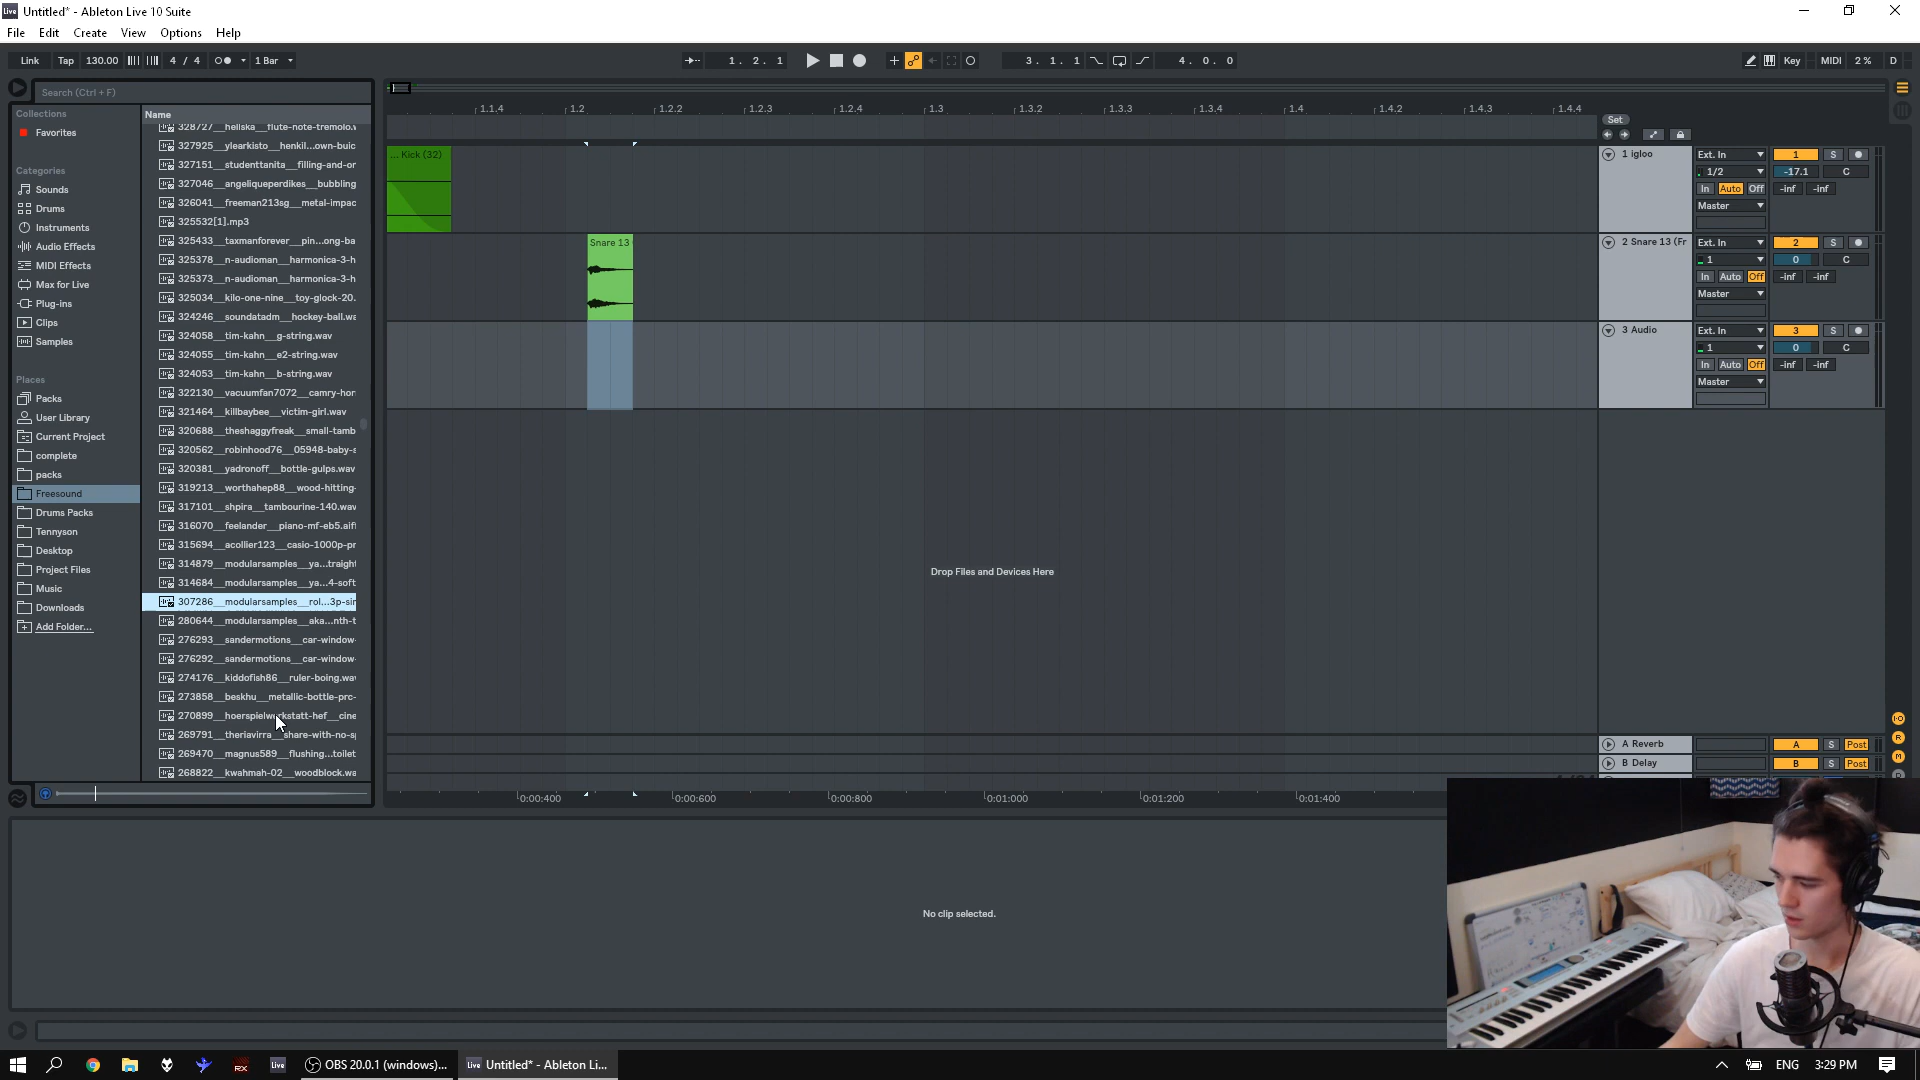 Live Untitled* - Ableton Live 10 Suite
File Edit Create View Options Help
Link Tap 130.00 4 / 4 1 Bar 1. 2. 1 3. 1. 1 4. 0. 0 Key MIDI 2 % D
Search (Ctrl + F)
Collections
Favorites
Categories
Sounds
Drums
Instruments
Audio Effects
MIDI Effects
Max for Live
Plug-ins
Clips
Samples
Places
Packs
User Library
Current Project
complete
packs
Freesound
Drums Packs
Tennyson
Desktop
Project Files
Music
Downloads
Add Folder...
Name
328727__heliska__flute-note-tremolo.
327925__ylearkisto__henkil...own-buic
327151__studenttanita__filling-and-or
327046__angeliqueperdikes__bubbling
326041__freeman213sg__metal-impac
325532[1].mp3
325433__taxmanforever__pin...ong-ba
325378__n-audioman__harmonica-3-h
325373__n-audioman__harmonica-3-h
325034__kilo-one-nine__toy-glock-20.
324246__soundatadm__hockey-ball.wa
324058__tim-kahn__g-string.wav
324055__tim-kahn__e2-string.wav
324053__tim-kahn__b-string.wav
322130__vacuumfan7072__camry-hor
321464__killbaybee__victim-girl.wav
320688__theshaggyfreak__small-tamb
320562__robinhood76__05948-baby-s
320381__yadronoff__bottle-gulps.wav
319213__worthahep88__wood-hitting-
317101__shpira__tambourine-140.wav
316070__feelander__piano-mf-eb5.aif
315694__acollier123__casio-1000p-pr
314879__modularsamples__ya...traight
314684__modularsamples__ya...4-soft
307286__modularsamples__rol...3p-sin
280644__modularsamples__aka...nth-t
276293__sandermotions__car-window-
276292__sandermotions__car-window-
274176__kiddofish86__ruler-boing.wav
273858__beskhu__metallic-bottle-prc-
270899__hoerspielwerkstatt-hef__cine
269791__theriavirra__share-with-no-s
269470__magnus589__flushing...toilet
268822__kwahmah-02__woodblock.wa
1.1.4 1.2 1.2.2 1.2.3 1.2.4 1.3 1.3.2 1.3.3 1.3.4 1.4 1.4.2 1.4.3 1.4.4
Set
... Kick (32)
Snare 13
Drop Files and Devices Here
1 igloo Ext. In 1 S
1/2 -17.1 C
In Auto Off -inf -inf
Master
2 Snare 13 (Fr Ext. In 2 S
1 0 C
In Auto Off -inf -inf
Master
3 Audio Ext. In 3 S
1 0 C
In Auto Off -inf -inf
Master
A Reverb A S Post
B Delay B S Post
0:00:400 0:00:600 0:00:800 0:01:000 0:01:200 0:01:400
No clip selected.
RX Live OBS 20.0.1 (windows)... Live Untitled* - Ableton Li... ENG 3:29 PM